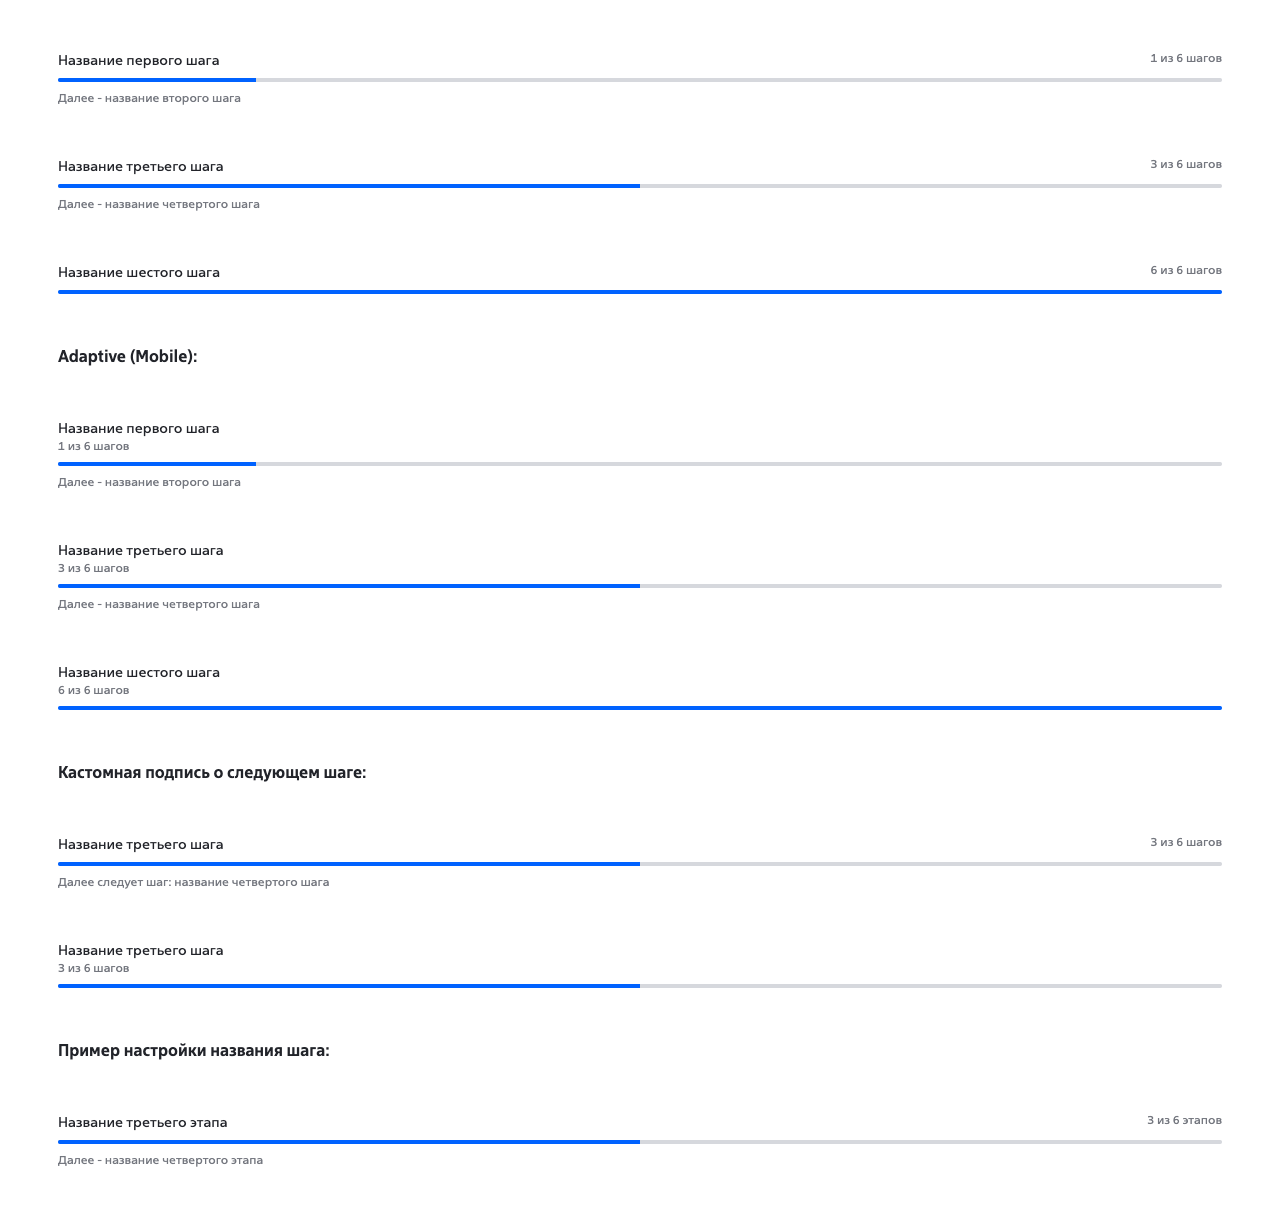 Название первого шага
1 из 6 шагов
Далее - название второго шага
Название третьего шага
3 из 6 шагов
Далее - название четвертого шага
Название шестого шага
6 из 6 шагов
Adaptive (Mobile):
Название первого шага
1 из 6 шагов
Далее - название второго шага
Название третьего шага
3 из 6 шагов
Далее - название четвертого шага
Название шестого шага
6 из 6 шагов
Кастомная подпись о следующем шаге:
Название третьего шага
3 из 6 шагов
Далее следует шаг: название четвертого шага
Название третьего шага
3 из 6 шагов
Пример настройки названия шага:
Название третьего этапа
3 из 6 этапов
Далее - название четвертого этапа